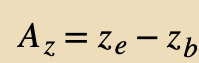 A_z = z_e − z_b